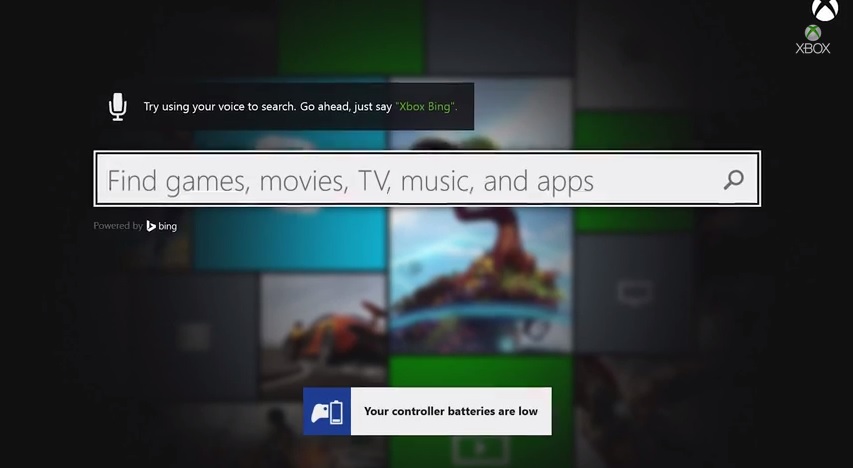 XBOX
Try using your voice to search. Go ahead, just say "Xbox Bing".
Find games, movies, TV, music, and apps
Powered by bing
Your controller batteries are low